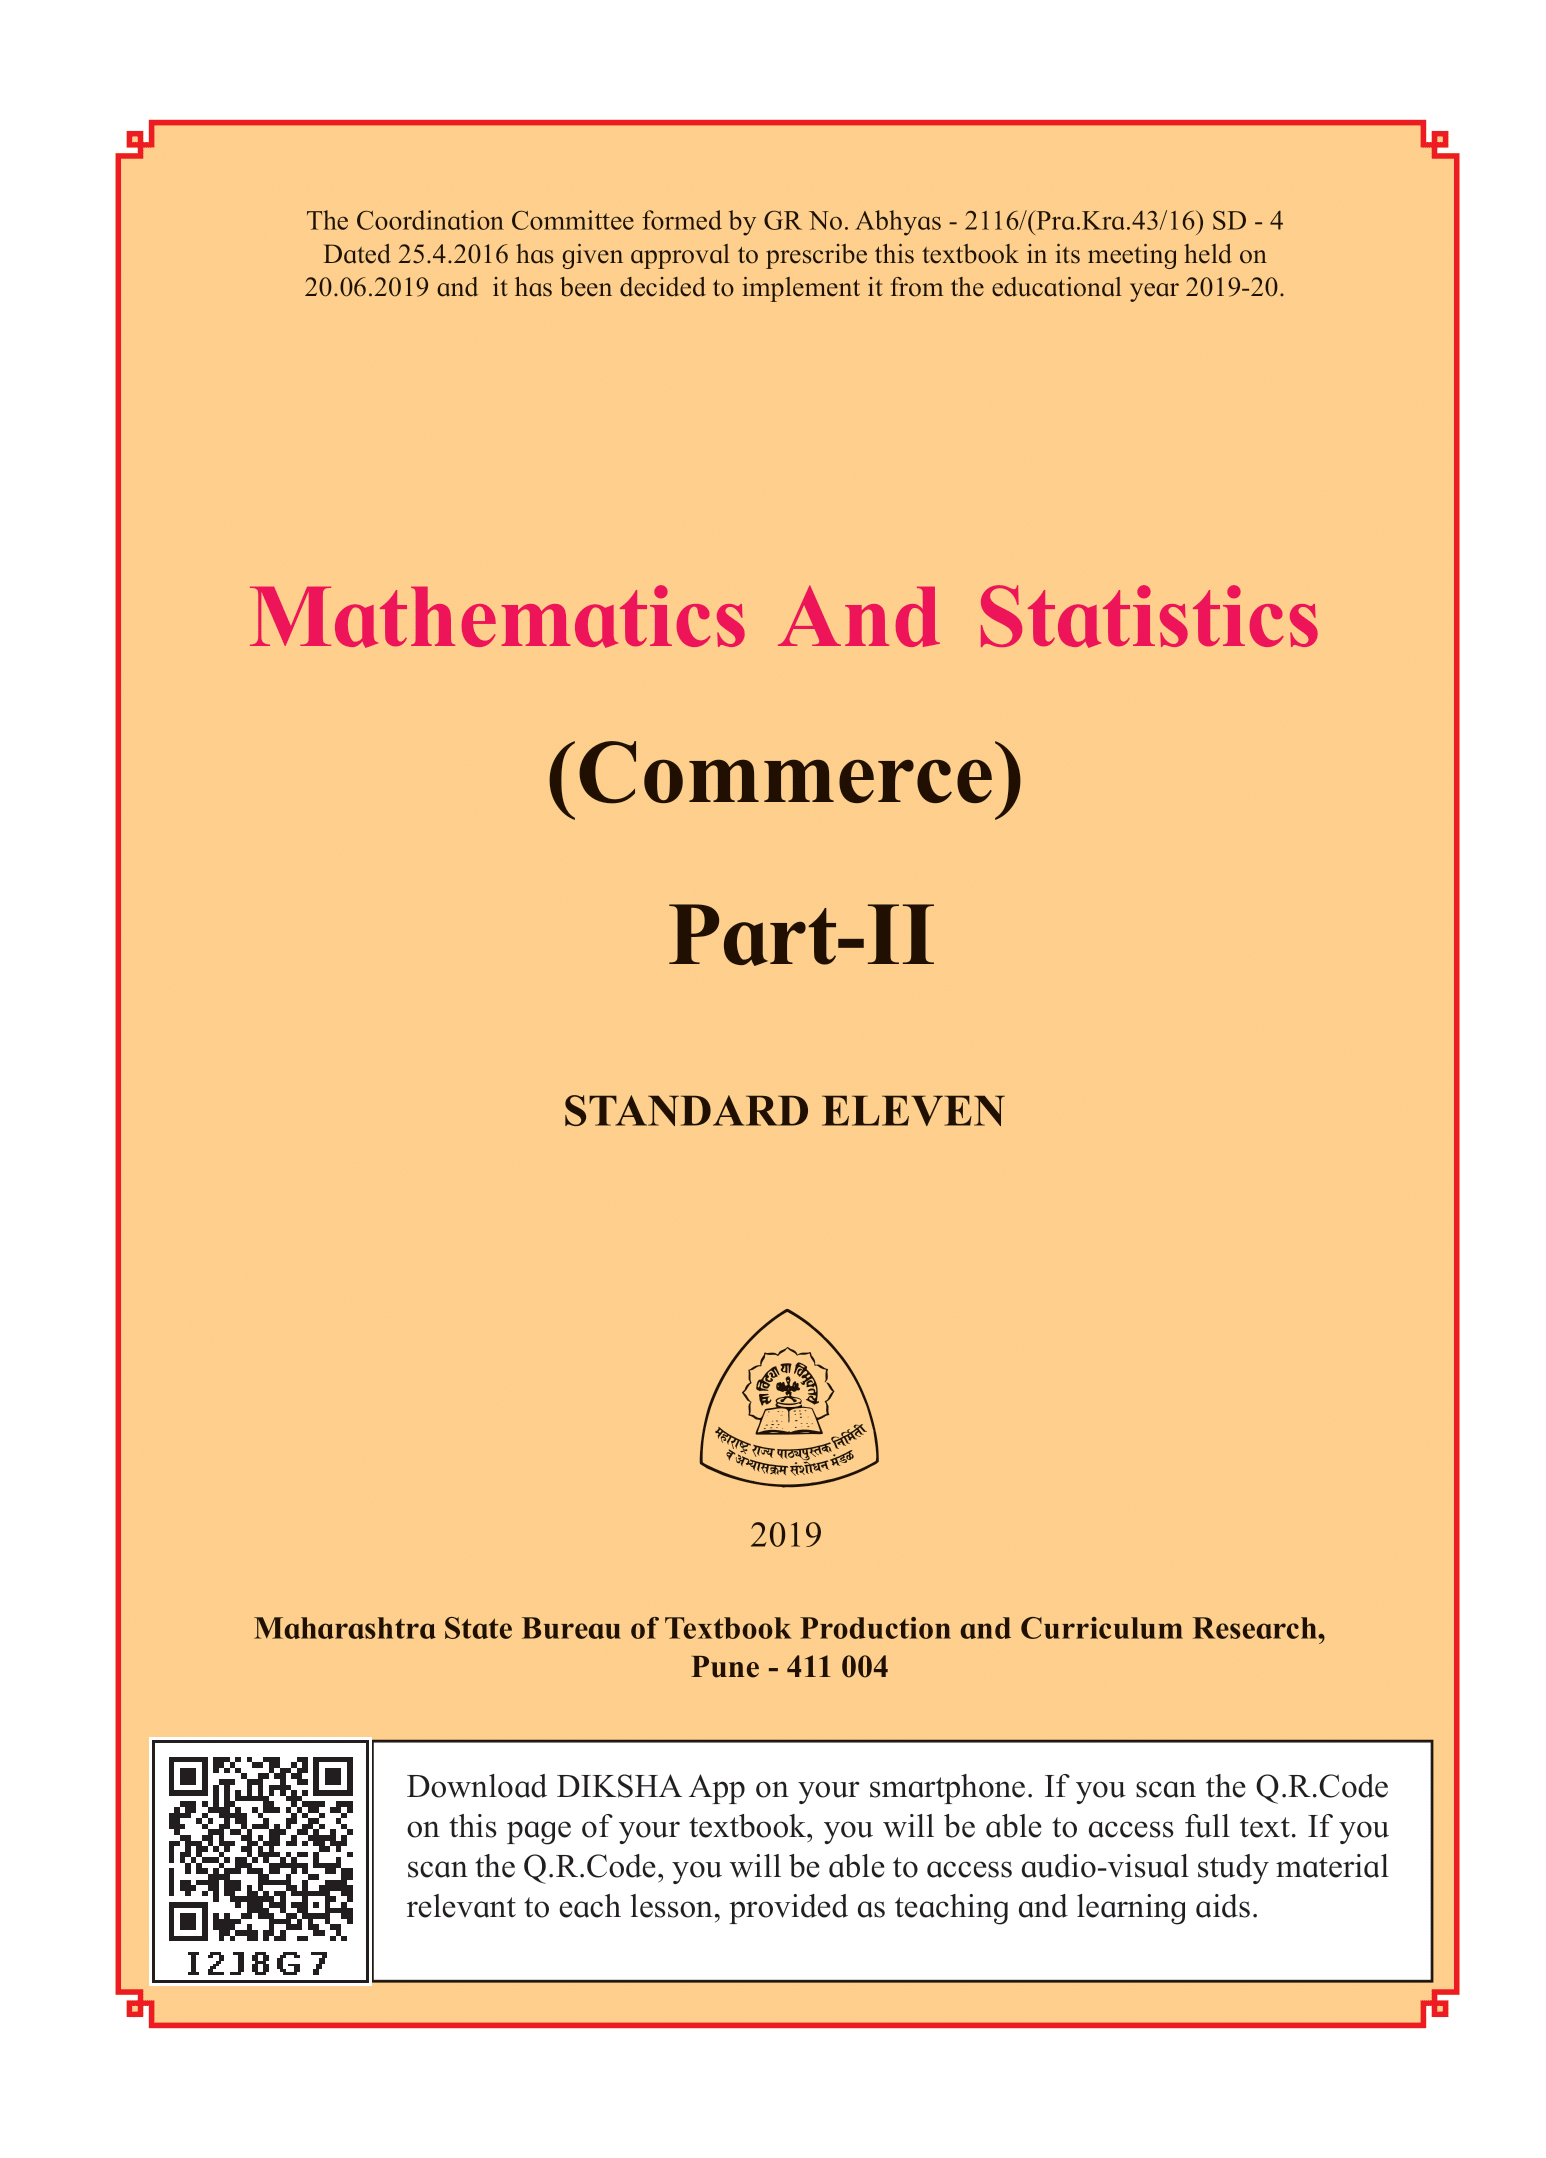 The Coordination Committee formed by GR No. Abhyas - 2116/(Pra.Kra.43/16) SD - 4
Dated 25.4.2016 has given approval to prescribe this textbook in its meeting held on
20.06.2019 and it has been decided to implement it from the educational year 2019-20.
Mathematics And Statistics
(Commerce)
Part-II
STANDARD ELEVEN
सा विद्या या विमुक्तये
महाराष्ट्र राज्य पाठ्यपुस्तक निर्मिती
व अभ्यासक्रम संशोधन मंडळ
2019
Maharashtra State Bureau of Textbook Production and Curriculum Research,
Pune - 411 004
I2J8G7
Download DIKSHA App on your smartphone. If you scan the Q.R.Code
on this page of your textbook, you will be able to access full text. If you
scan the Q.R.Code, you will be able to access audio-visual study material
relevant to each lesson, provided as teaching and learning aids.